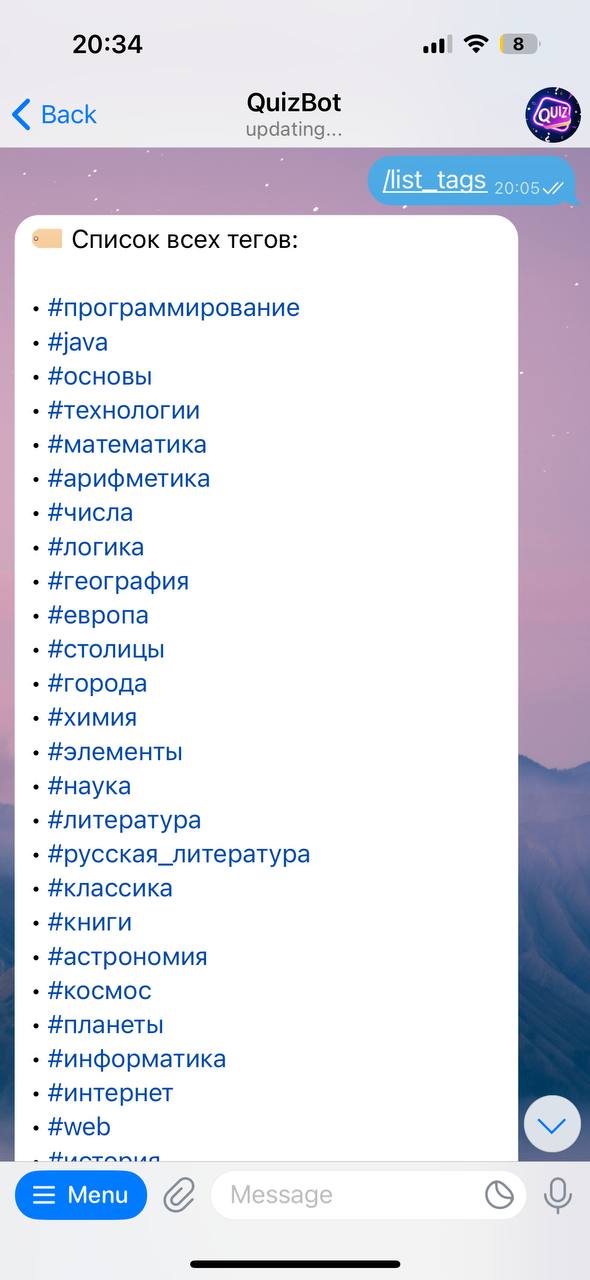 20:34
8
Back
QuizBot
updating...
QUIZ
/list_tags 20:05
Список всех тегов:
• #программирование
• #java
• #основы
• #технологии
• #математика
• #арифметика
• #числа
• #логика
• #география
• #европа
• #столицы
• #города
• #химия
• #элементы
• #наука
• #литература
• #русская_литература
• #классика
• #книги
• #астрономия
• #космос
• #планеты
• #информатика
• #интернет
• #web
• #история
Menu
Message